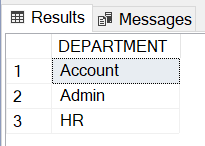 Results Messages
DEPARTMENT
1 Account
2 Admin
3 HR